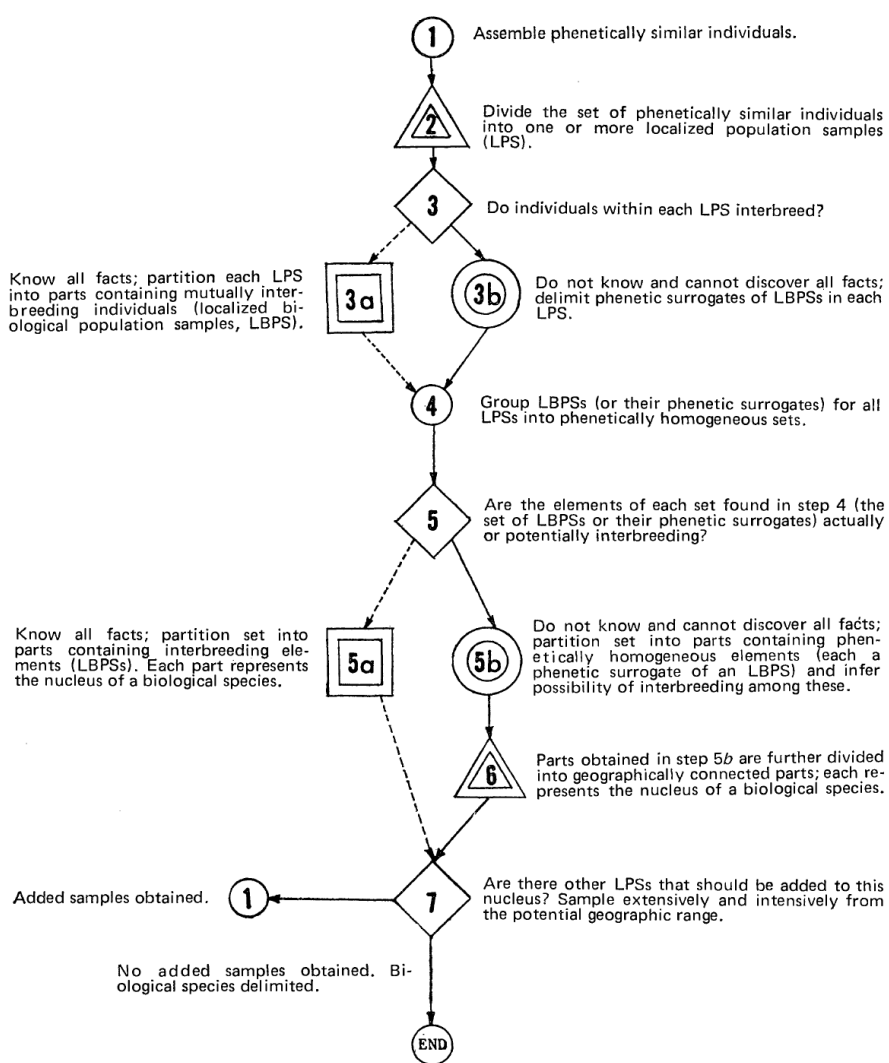 1
Assemble phenetically similar individuals.
2
Divide the set of phenetically similar individuals
into one or more localized population samples
(LPS).
3
Do individuals within each LPS interbreed?
Know all facts; partition each LPS
into parts containing mutually inter-
breeding individuals (localized bi-
ological population samples, LBPS).
3a
3b
Do not know and cannot discover all facts;
delimit phenetic surrogates of LBPSs in each
LPS.
4
Group LBPSs (or their phenetic surrogates) for all
LPSs into phenetically homogeneous sets.
5
Are the elements of each set found in step 4 (the
set of LBPSs or their phenetic surrogates) actually
or potentially interbreeding?
Know all facts; partition set into
parts containing interbreeding ele-
ments (LBPSs). Each part represents
the nucleus of a biological species.
5a
5b
Do not know and cannot discover all facts;
partition set into parts containing phen-
etically homogeneous elements (each a
phenetic surrogate of an LBPS) and infer
possibility of interbreeding among these.
6
Parts obtained in step 5b are further divided
into geographically connected parts; each re-
presents the nucleus of a biological species.
Added samples obtained.
1
7
Are there other LPSs that should be added to this
nucleus? Sample extensively and intensively from
the potential geographic range.
No added samples obtained. Bi-
ological species delimited.
END